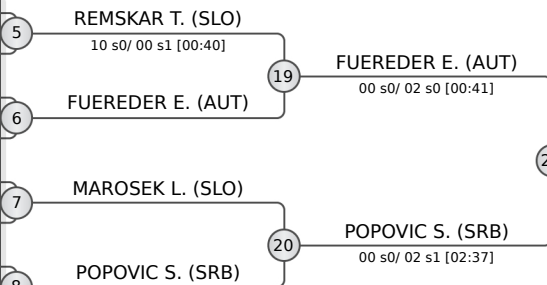 REMSKAR T. (SLO)
5
10 s0/ 00 s1 [00:40]
FUEREDER E. (AUT)
19
00 s0/ 02 s0 [00:41]
FUEREDER E. (AUT)
6
MAROSEK L. (SLO)
7
POPOVIC S. (SRB)
20
00 s0/ 02 s1 [02:37]
POPOVIC S. (SRB)